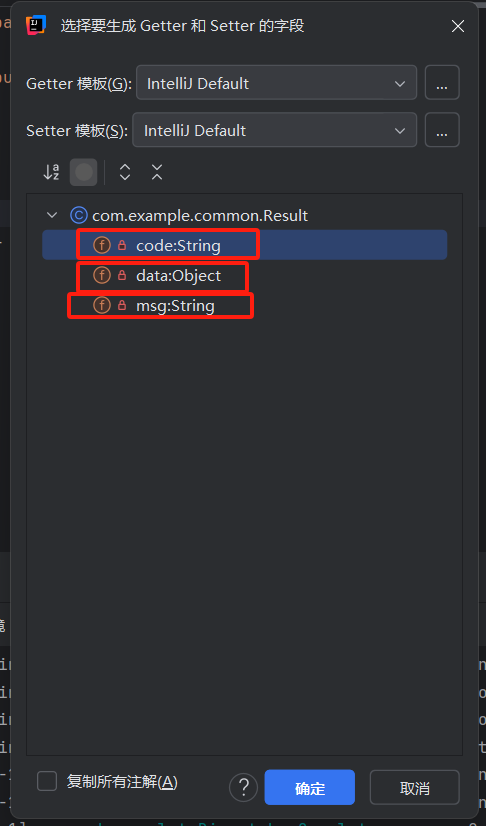 选择要生成 Getter 和 Setter 的字段
Getter 模板(G): IntelliJ Default ...
Setter 模板(S): IntelliJ Default ...
com.example.common.Result
code:String
data:Object
msg:String
复制所有注解(A)
? 确定 取消